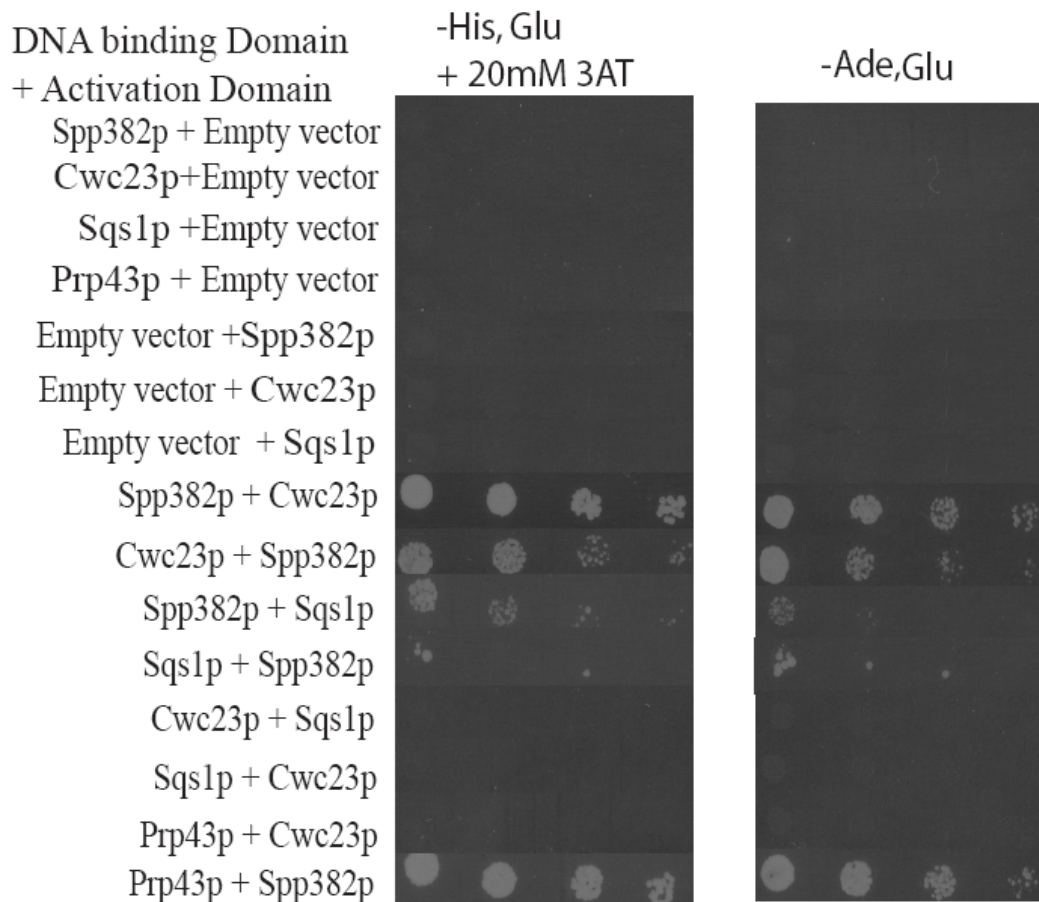 DNA binding Domain
+ Activation Domain
-His, Glu
+ 20mM 3AT
-Ade,Glu
Spp382p + Empty vector
Cwc23p+Empty vector
Sqs1p +Empty vector
Prp43p + Empty vector
Empty vector +Spp382p
Empty vector + Cwc23p
Empty vector + Sqs1p
Spp382p + Cwc23p
Cwc23p + Spp382p
Spp382p + Sqs1p
Sqs1p + Spp382p
Cwc23p + Sqs1p
Sqs1p + Cwc23p
Prp43p + Cwc23p
Prp43p + Spp382p